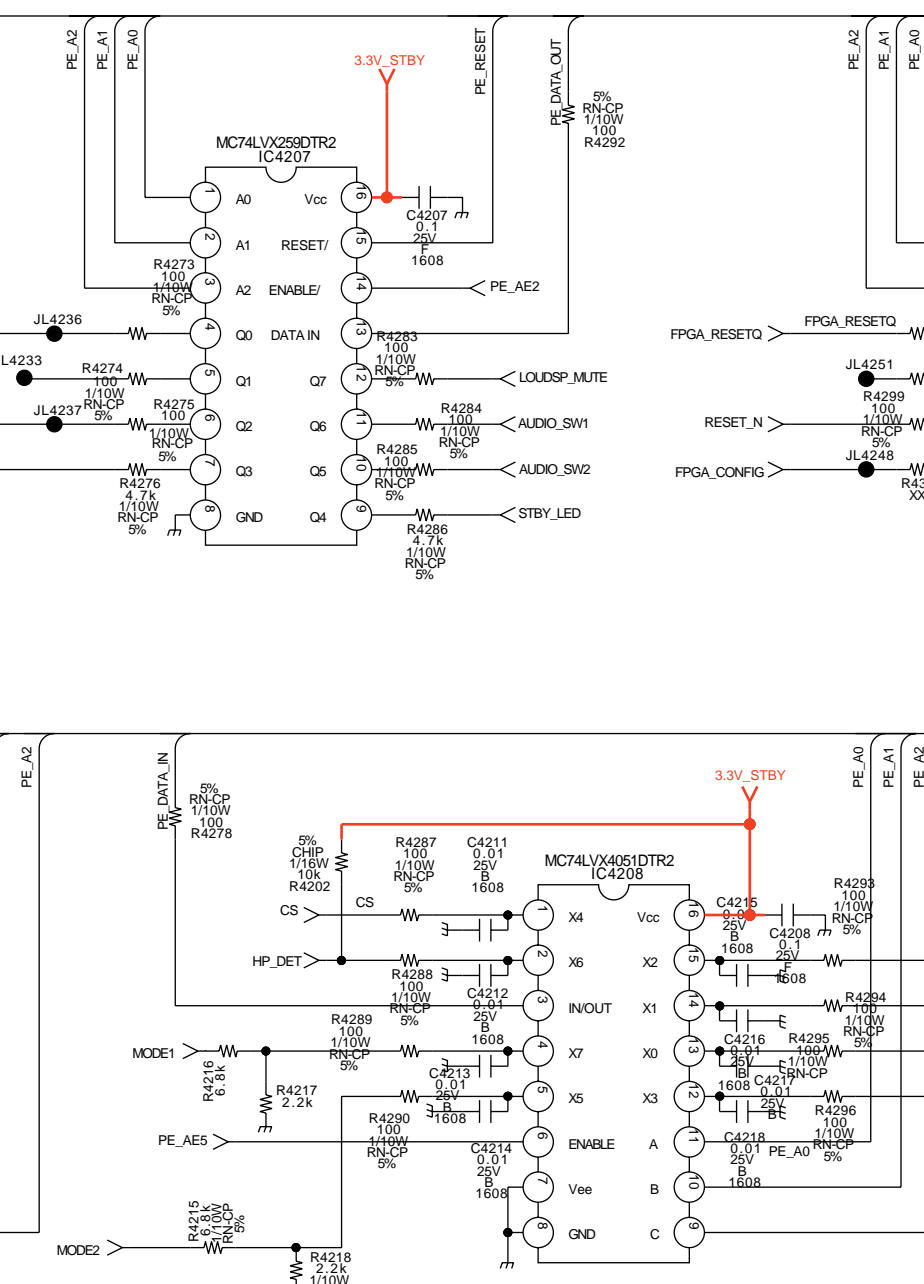 PE_A2
PE_A1
PE_A0
3.3V_STBY
PE_RESET
PE_DATA_OUT
5%
RN-CP
1/10W
100
R4292
PE_A2
PE_A1
PE_A0
MC74LVX259DTR2
IC4207
1
A0
Vcc
16
C4207
0.1
25V
F
1608
2
A1
RESET/
15
R4273
100
1/10W
RN-CP
5%
3
A2
ENABLE/
14
PE_AE2
JL4236
4
Q0
DATA IN
13
R4283
100
1/10W
RN-CP
5%
L4233
R4274
100
1/10W
RN-CP
5%
5
Q1
Q7
12
LOUDSP_MUTE
JL4237
R4275
100
1/10W
RN-CP
5%
6
Q2
Q6
11
R4284
100
1/10W
RN-CP
5%
AUDIO_SW1
R4276
4.7k
1/10W
RN-CP
5%
7
Q3
Q5
10
R4285
100
1/10W
RN-CP
5%
AUDIO_SW2
8
GND
Q4
9
R4286
4.7k
1/10W
RN-CP
5%
STBY_LED
FPGA_RESETQ
FPGA_RESETQ
JL4251
R4299
100
1/10W
RN-CP
5%
RESET_N
JL4248
FPGA_CONFIG
R43
XX
PE_A2
PE_DATA_IN
5%
RN-CP
1/10W
100
R4278
3.3V_STBY
PE_A0
PE_A1
PE_A2
5%
CHIP
1/16W
10k
R4202
R4287
100
1/10W
RN-CP
5%
C4211
0.01
25V
B
1608
MC74LVX4051DTR2
IC4208
CS
CS
1
X4
Vcc
16
C4215
25V
B
1608
C4208
0.1
25V
F
1608
R4293
100
1/10W
RN-CP
5%
HP_DET
R4288
100
1/10W
RN-CP
5%
2
X6
X2
15
C4212
0.01
25V
B
1608
3
IN/OUT
X1
14
R4294
100
1/10W
RN-CP
5%
R4289
100
1/10W
RN-CP
5%
MODE1
R4216
6.8k
R4217
2.2k
4
X7
X0
13
C4216
0.01
25V
B
1608
R4295
100
1/10W
RN-CP
C4213
0.01
25V
B
1608
5
X5
X3
12
C4217
0.01
25V
B
R4296
100
1/10W
RN-CP
5%
R4290
100
1/10W
RN-CP
5%
PE_AE5
C4214
0.01
25V
B
1608
6
ENABLE
A
11
C4218
0.01
25V
B
1608
PE_A0
7
Vee
B
10
8
GND
C
9
R4215
6.8k
1/10W
RN-CP
5%
MODE2
R4218
2.2k
1/10W